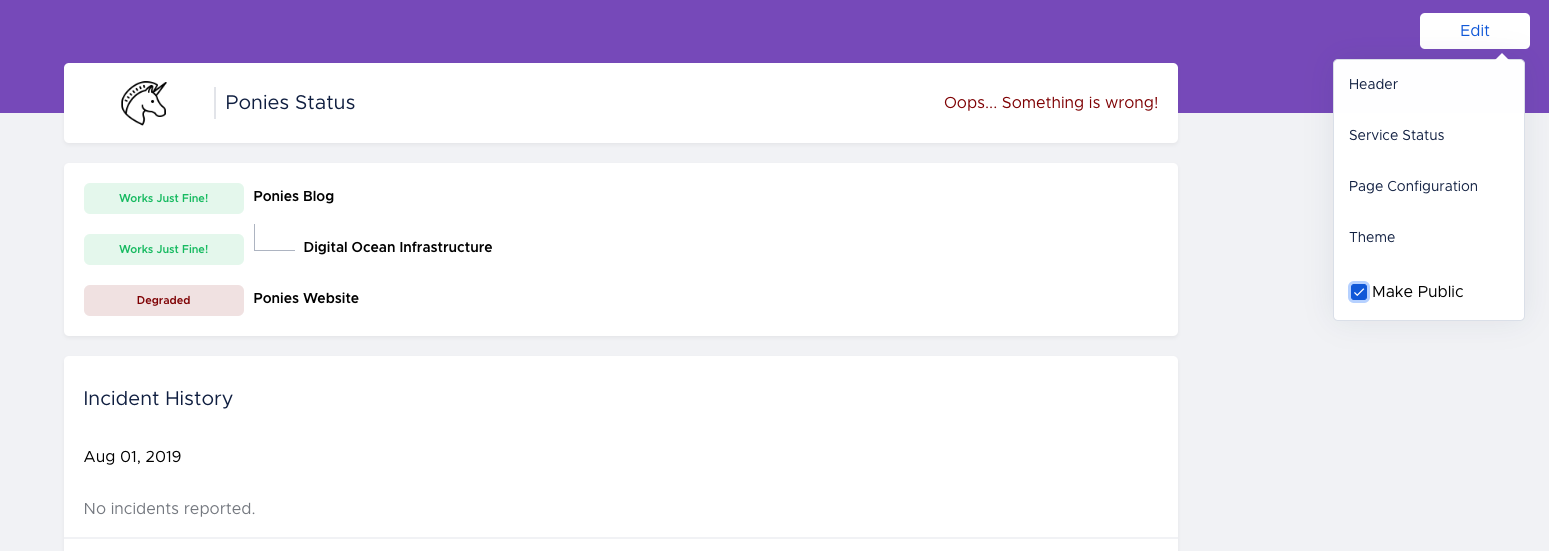 Edit
Ponies Status
Oops... Something is wrong!
Header
Service Status
Page Configuration
Theme
Make Public
Works Just Fine!
Ponies Blog
Works Just Fine!
Digital Ocean Infrastructure
Degraded
Ponies Website
Incident History
Aug 01, 2019
No incidents reported.